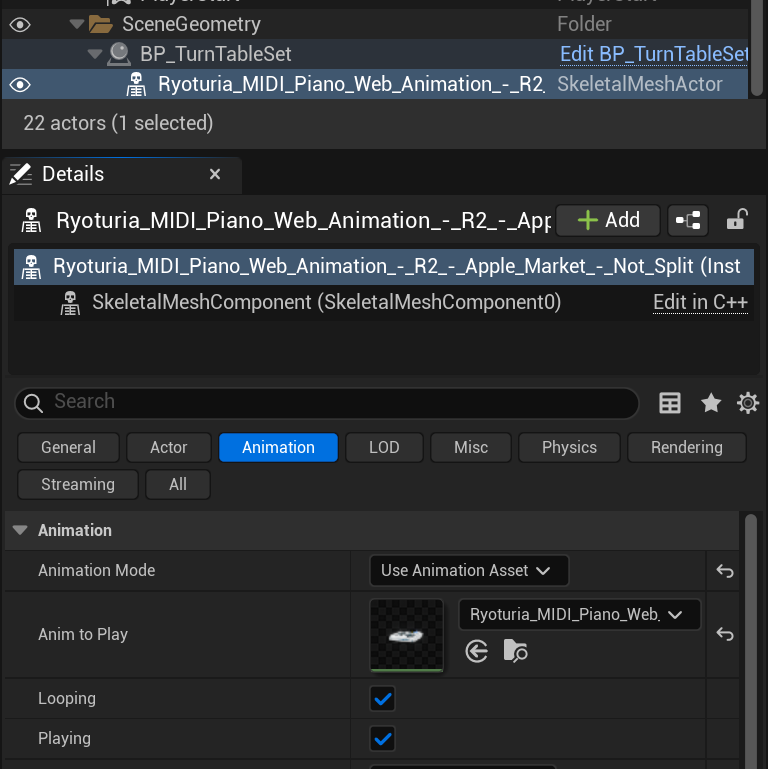 SceneGeometry Folder
BP_TurnTableSet Edit BP_TurnTableSet
Ryoturia_MIDI_Piano_Web_Animation_-_R2_ SkeletalMeshActor
22 actors (1 selected)
Details
Ryoturia_MIDI_Piano_Web_Animation_-_R2_-_App Add
Ryoturia_MIDI_Piano_Web_Animation_-_R2_-_Apple_Market_-_Not_Split (Inst
SkeletalMeshComponent (SkeletalMeshComponent0) Edit in C++
Search
General Actor Animation LOD Misc Physics Rendering
Streaming All
Animation
Animation Mode Use Animation Asset
Anim to Play Ryoturia_MIDI_Piano_Web_
Looping
Playing